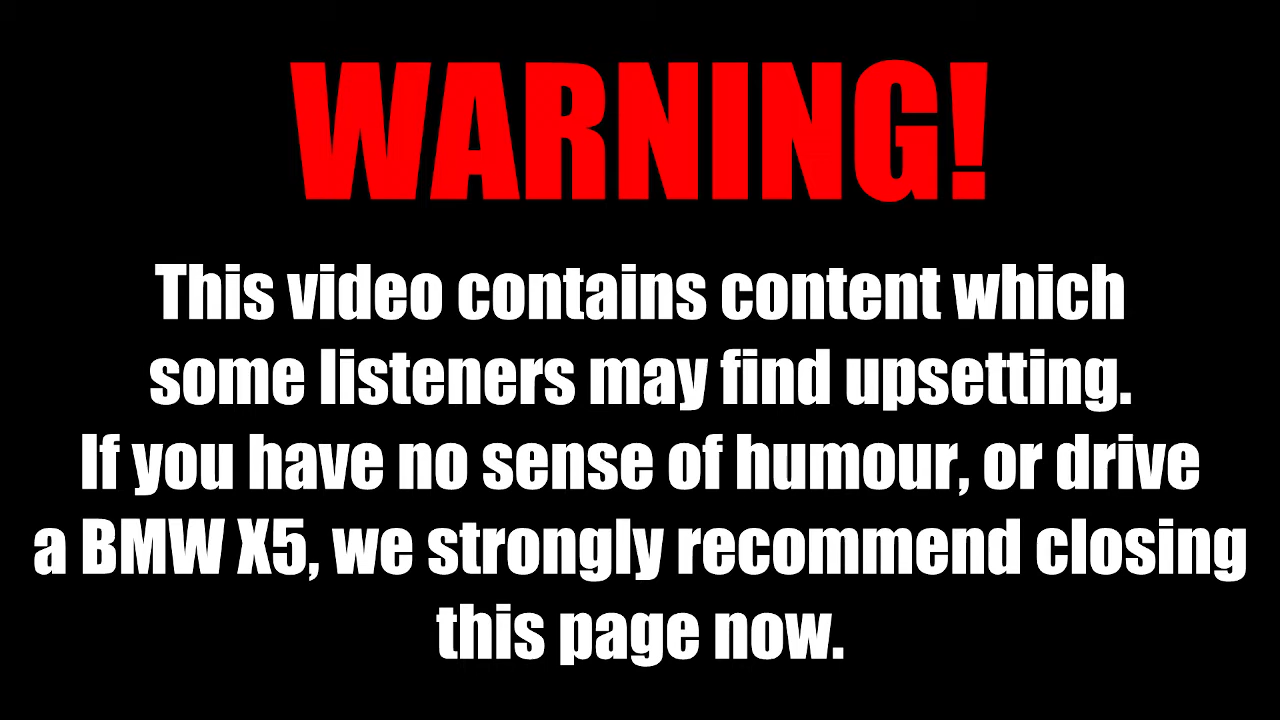 WARNING!
This video contains content which
some listeners may find upsetting.
If you have no sense of humour, or drive
a BMW X5, we strongly recommend closing
this page now.